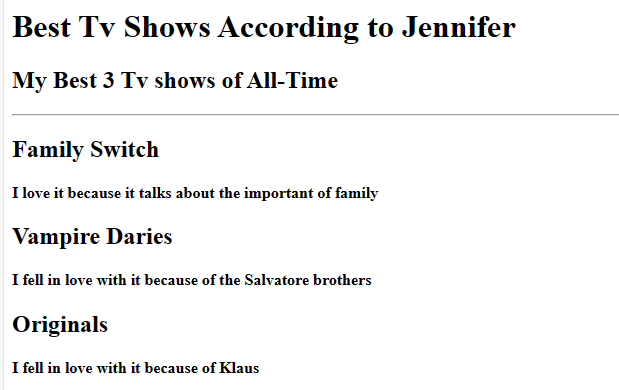 Best Tv Shows According to Jennifer
My Best 3 Tv shows of All-Time
Family Switch
I love it because it talks about the important of family
Vampire Daries
I fell in love with it because of the Salvatore brothers
Originals
I fell in love with it because of Klaus